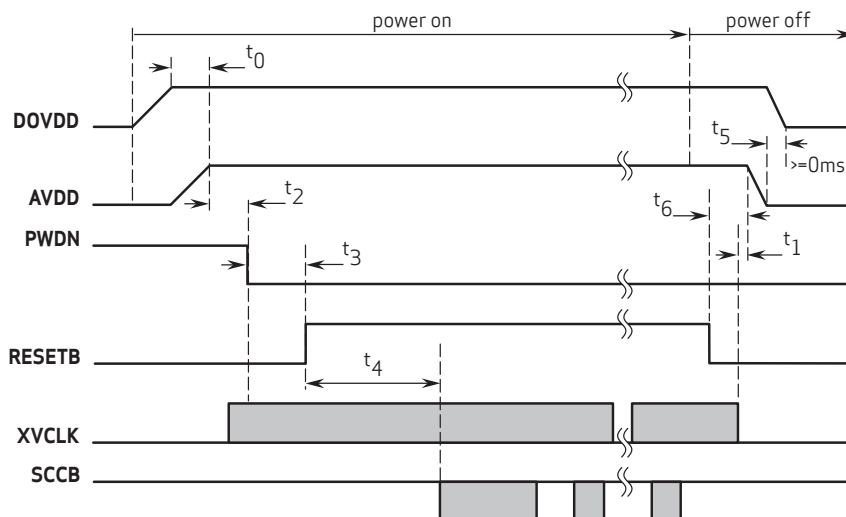 power on
power off
t0
DOVDD
t5
>=0ms
t2
AVDD
t6
PWDN
t3
t1
RESETB
t4
XVCLK
SCCB